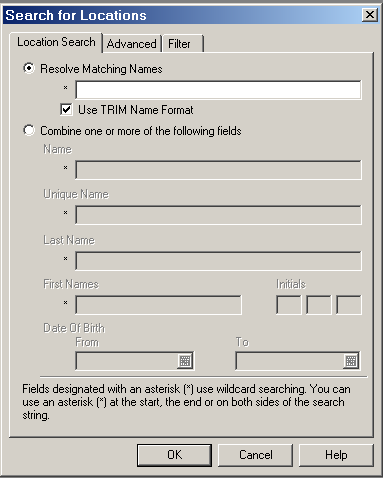 Search for Locations
Location Search Advanced Filter
Resolve Matching Names
*
Use TRIM Name Format
Combine one or more of the following fields
Name
*
Unique Name
*
Last Name
*
First Names Initials
*
Date Of Birth
From To
Fields designated with an asterisk (*) use wildcard searching. You can
use an asterisk (*) at the start, the end or on both sides of the search
string.
OK Cancel Help